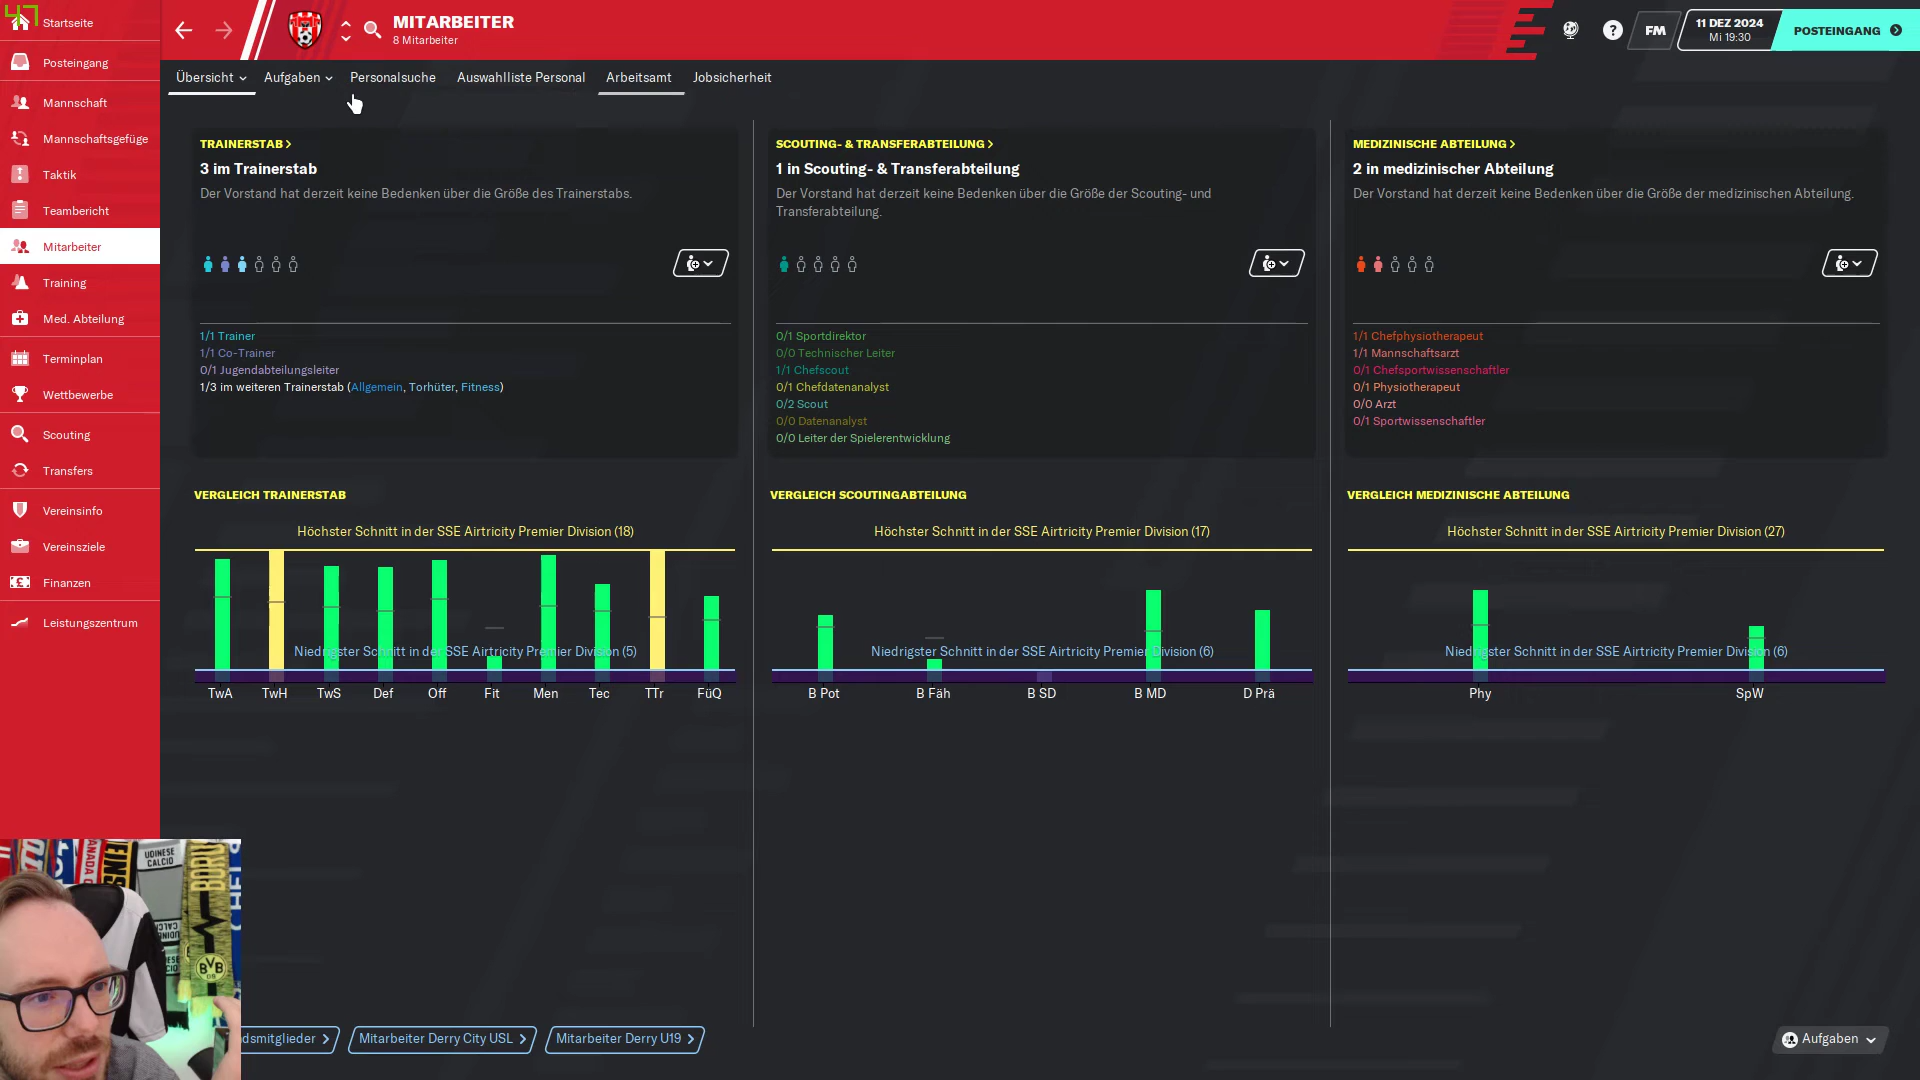 47
Startseite
Posteingang
Mannschaft
Mannschaftsgefüge
Taktik
Teambericht
Mitarbeiter
Training
Med. Abteilung
Terminplan
Wettbewerbe
Scouting
Transfers
Vereinsinfo
Vereinsziele
Finanzen
Leistungszentrum
MITARBEITER
8 Mitarbeiter
FM
11 DEZ 2024
Mi 19:30
POSTEINGANG
Übersicht
Aufgaben
Personalsuche
Auswahlliste Personal
Arbeitsamt
Jobsicherheit
TRAINERSTAB
3 im Trainerstab
Der Vorstand hat derzeit keine Bedenken über die Größe des Trainerstabs.
1/1 Trainer
1/1 Co-Trainer
0/1 Jugendabteilungsleiter
1/3 im weiteren Trainerstab (Allgemein, Torhüter, Fitness)
SCOUTING- & TRANSFERABTEILUNG
1 in Scouting- & Transferabteilung
Der Vorstand hat derzeit keine Bedenken über die Größe der Scouting- und
Transferabteilung.
0/1 Sportdirektor
0/0 Technischer Leiter
1/1 Chefscout
0/1 Chefdatenanalyst
0/2 Scout
0/0 Datenanalyst
0/0 Leiter der Spielerentwicklung
MEDIZINISCHE ABTEILUNG
2 in medizinischer Abteilung
Der Vorstand hat derzeit keine Bedenken über die Größe der medizinischen Abteilung.
1/1 Chefphysiotherapeut
1/1 Mannschaftsarzt
0/1 Chefsportwissenschaftler
0/1 Physiotherapeut
0/0 Arzt
0/1 Sportwissenschaftler
VERGLEICH TRAINERSTAB
Höchster Schnitt in der SSE Airtricity Premier Division (18)
Niedrigster Schnitt in der SSE Airtricity Premier Division (5)
TwA TwH TwS Def Off Fit Men Tec TTr FüQ
VERGLEICH SCOUTINGABTEILUNG
Höchster Schnitt in der SSE Airtricity Premier Division (17)
Niedrigster Schnitt in der SSE Airtricity Premier Division (6)
B Pot B Fäh B SD B MD D Prä
VERGLEICH MEDIZINISCHE ABTEILUNG
Höchster Schnitt in der SSE Airtricity Premier Division (27)
Niedrigster Schnitt in der SSE Airtricity Premier Division (6)
Phy SpW
UDINESE
CALCIO
BORU
BVB
09
dsmitglieder
Mitarbeiter Derry City USL
Mitarbeiter Derry U19
Aufgaben